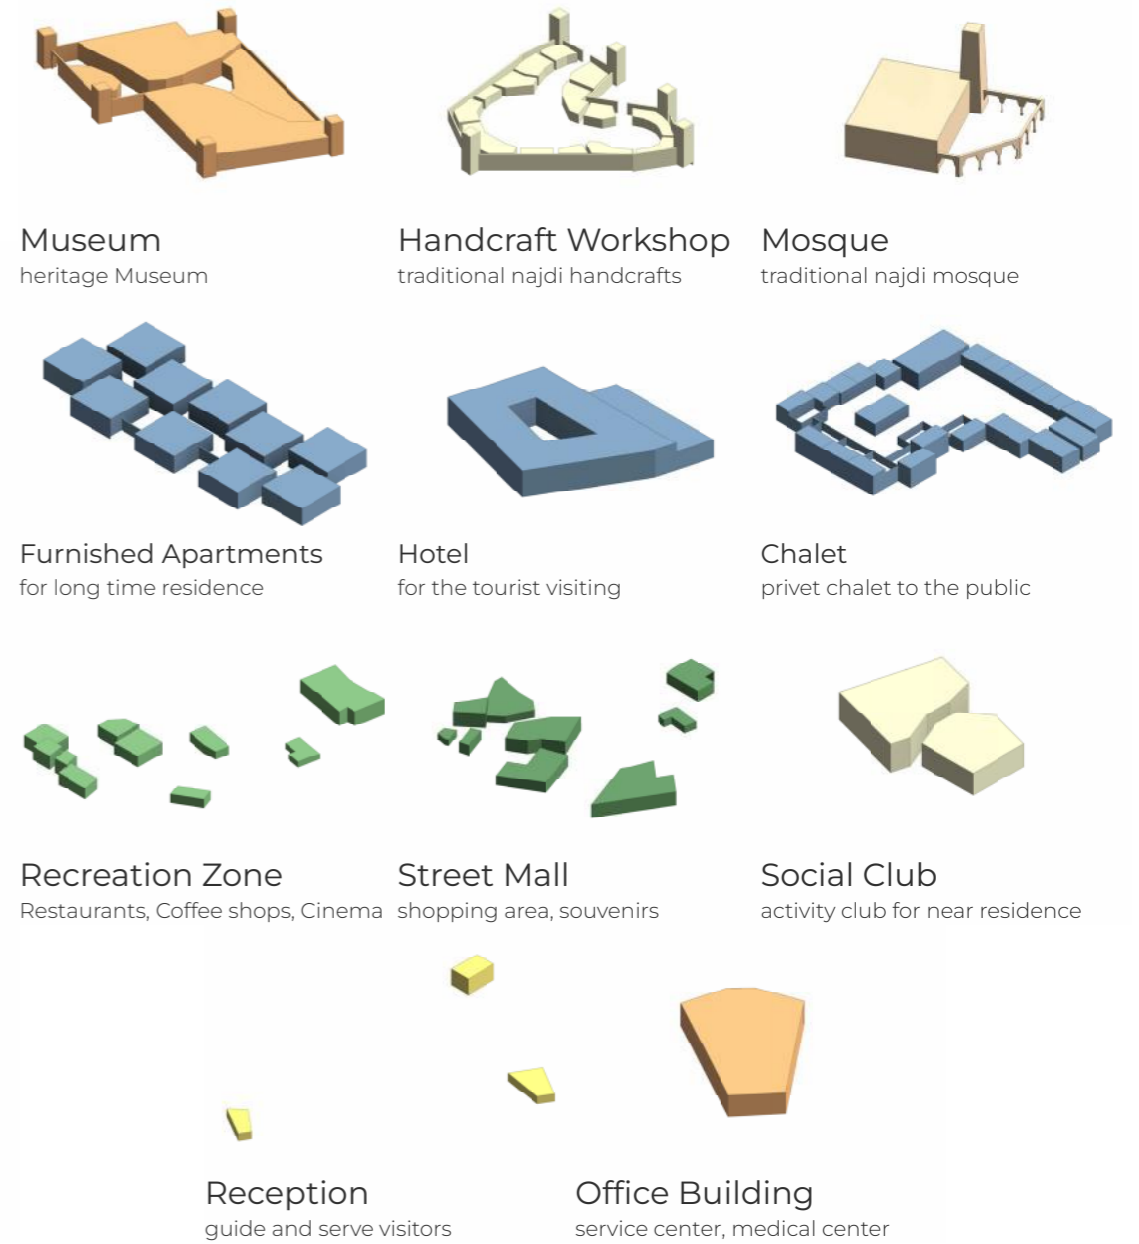 Museum
heritage Museum
Handcraft Workshop
traditional najdi handcrafts
Mosque
traditional najdi mosque
Furnished Apartments
for long time residence
Hotel
for the tourist visiting
Chalet
privet chalet to the public
Recreation Zone
Restaurants, Coffee shops, Cinema
Street Mall
shopping area, souvenirs
Social Club
activity club for near residence
Reception
guide and serve visitors
Office Building
service center, medical center